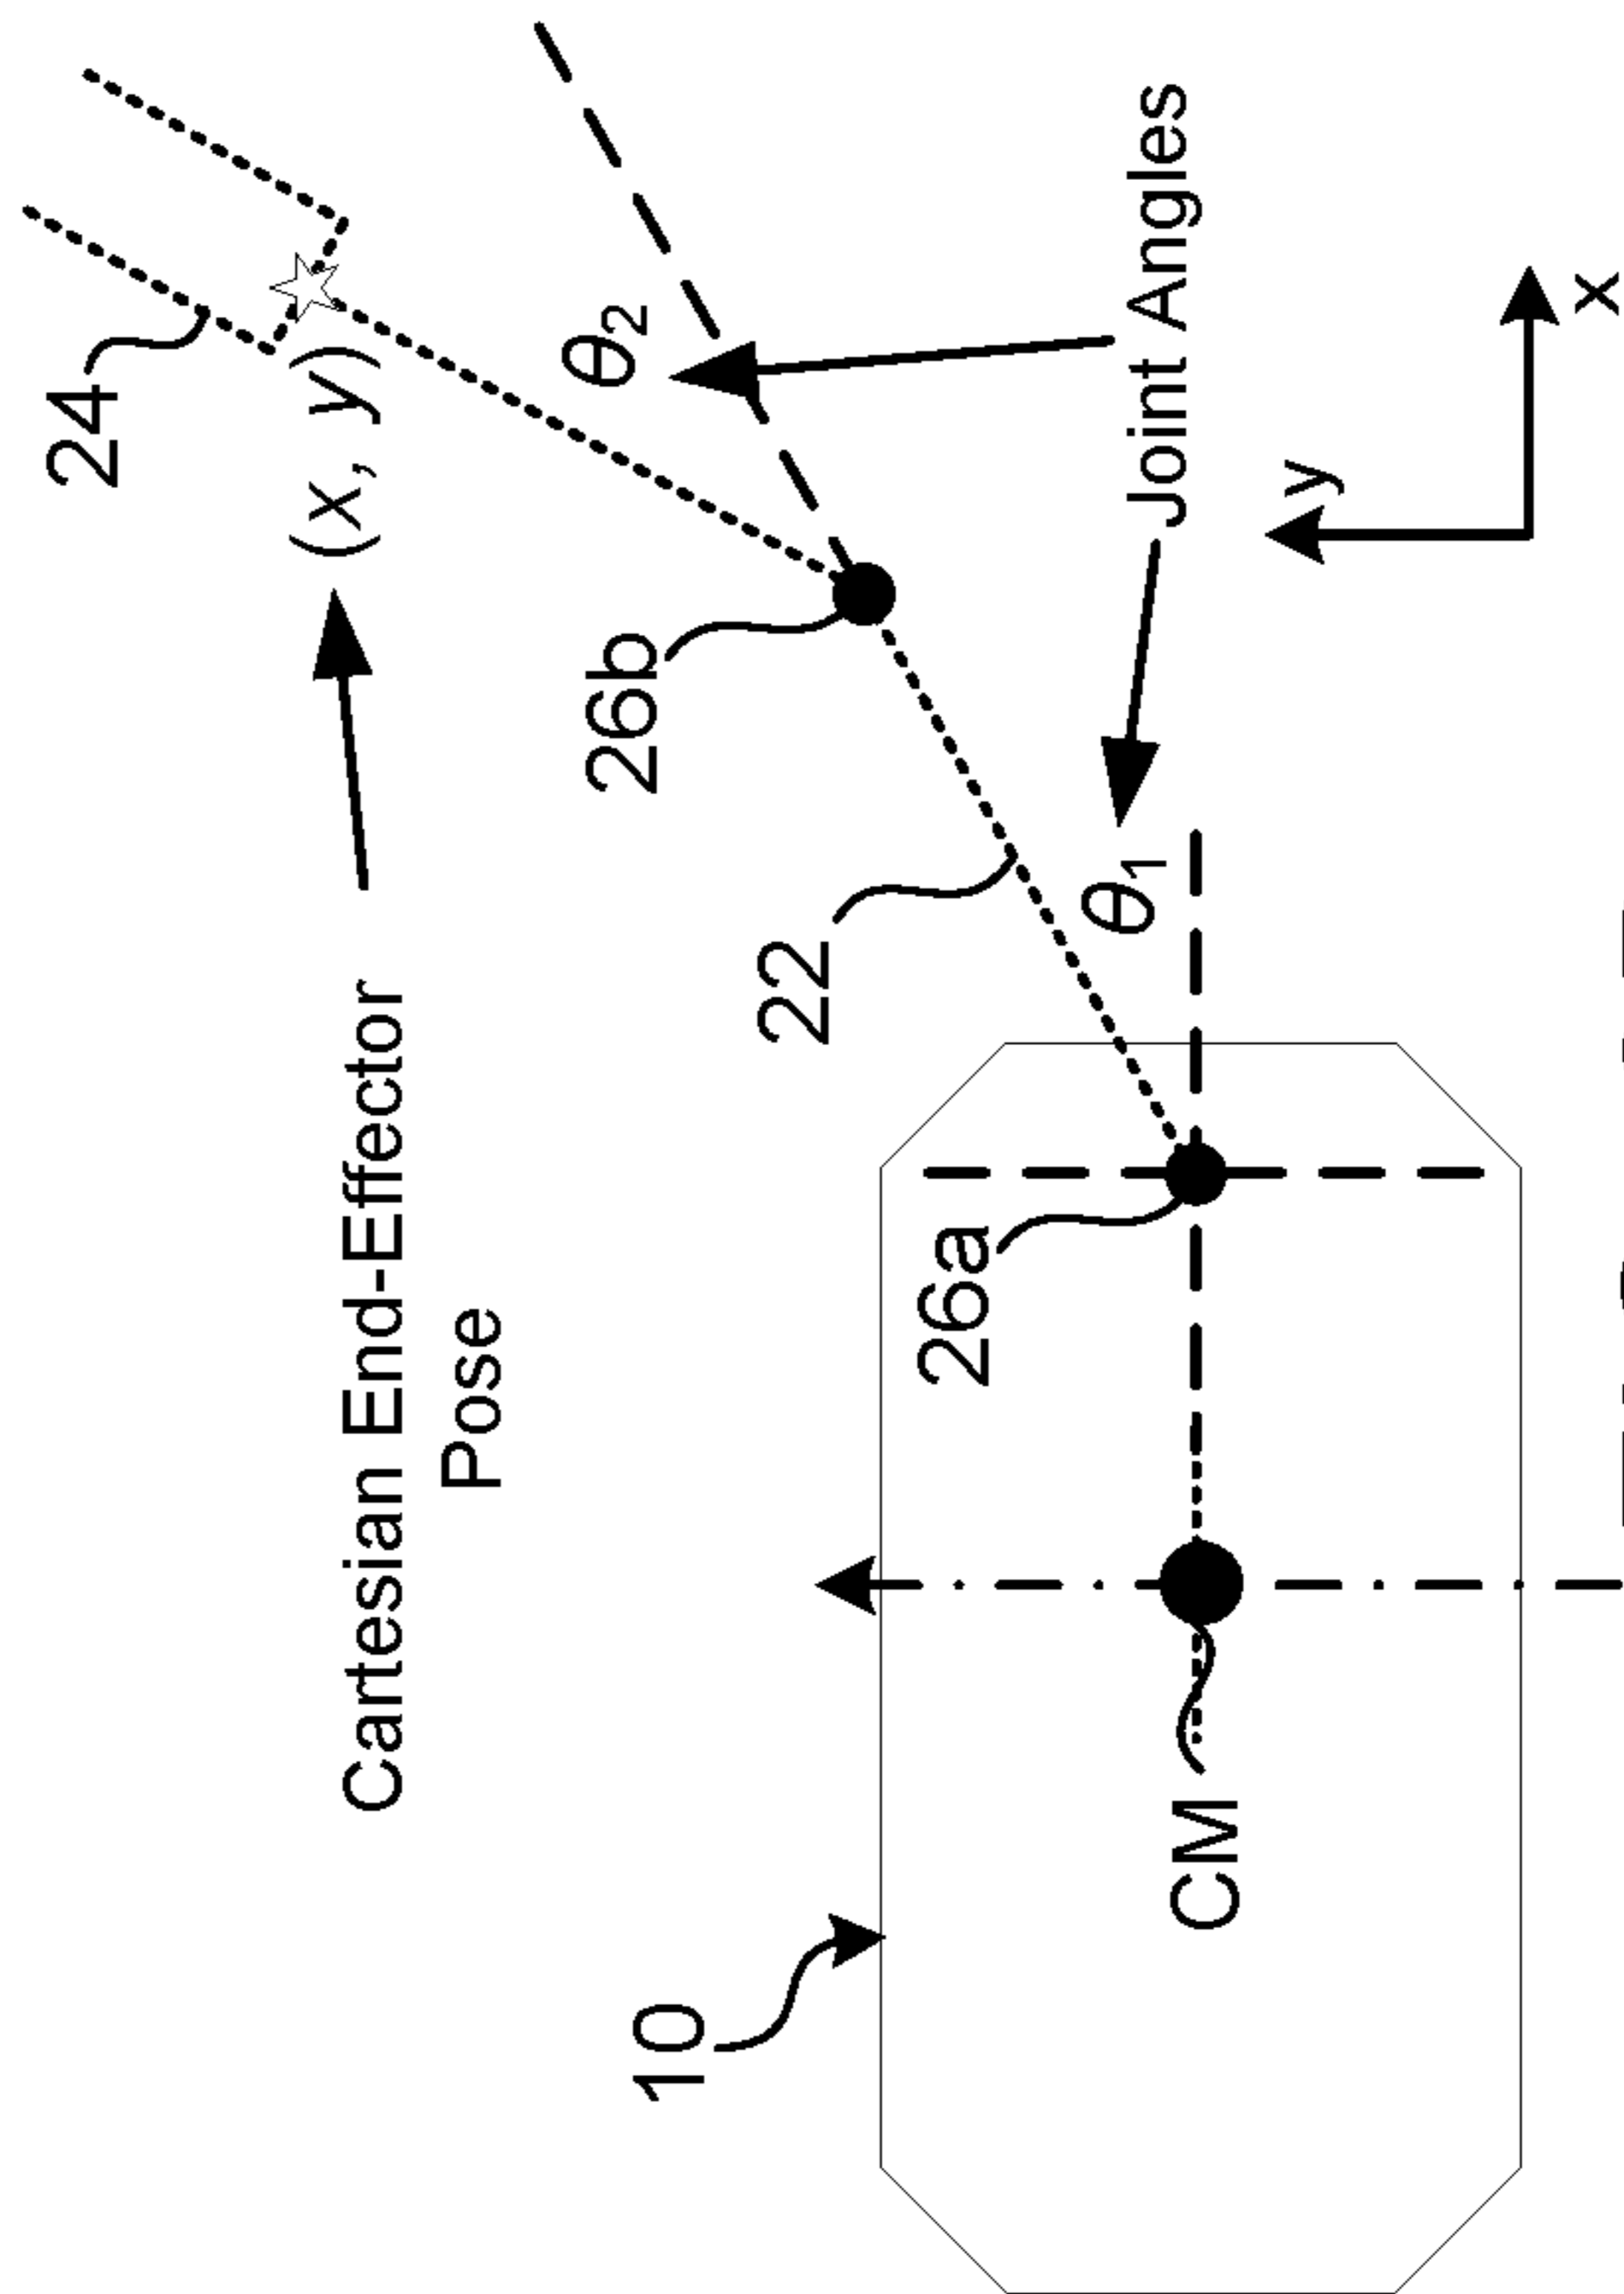 24
Cartesian End-Effector
Pose
(x, y)
θ2
26b
10
22
26a
θ1
Joint Angles
CM
y
x